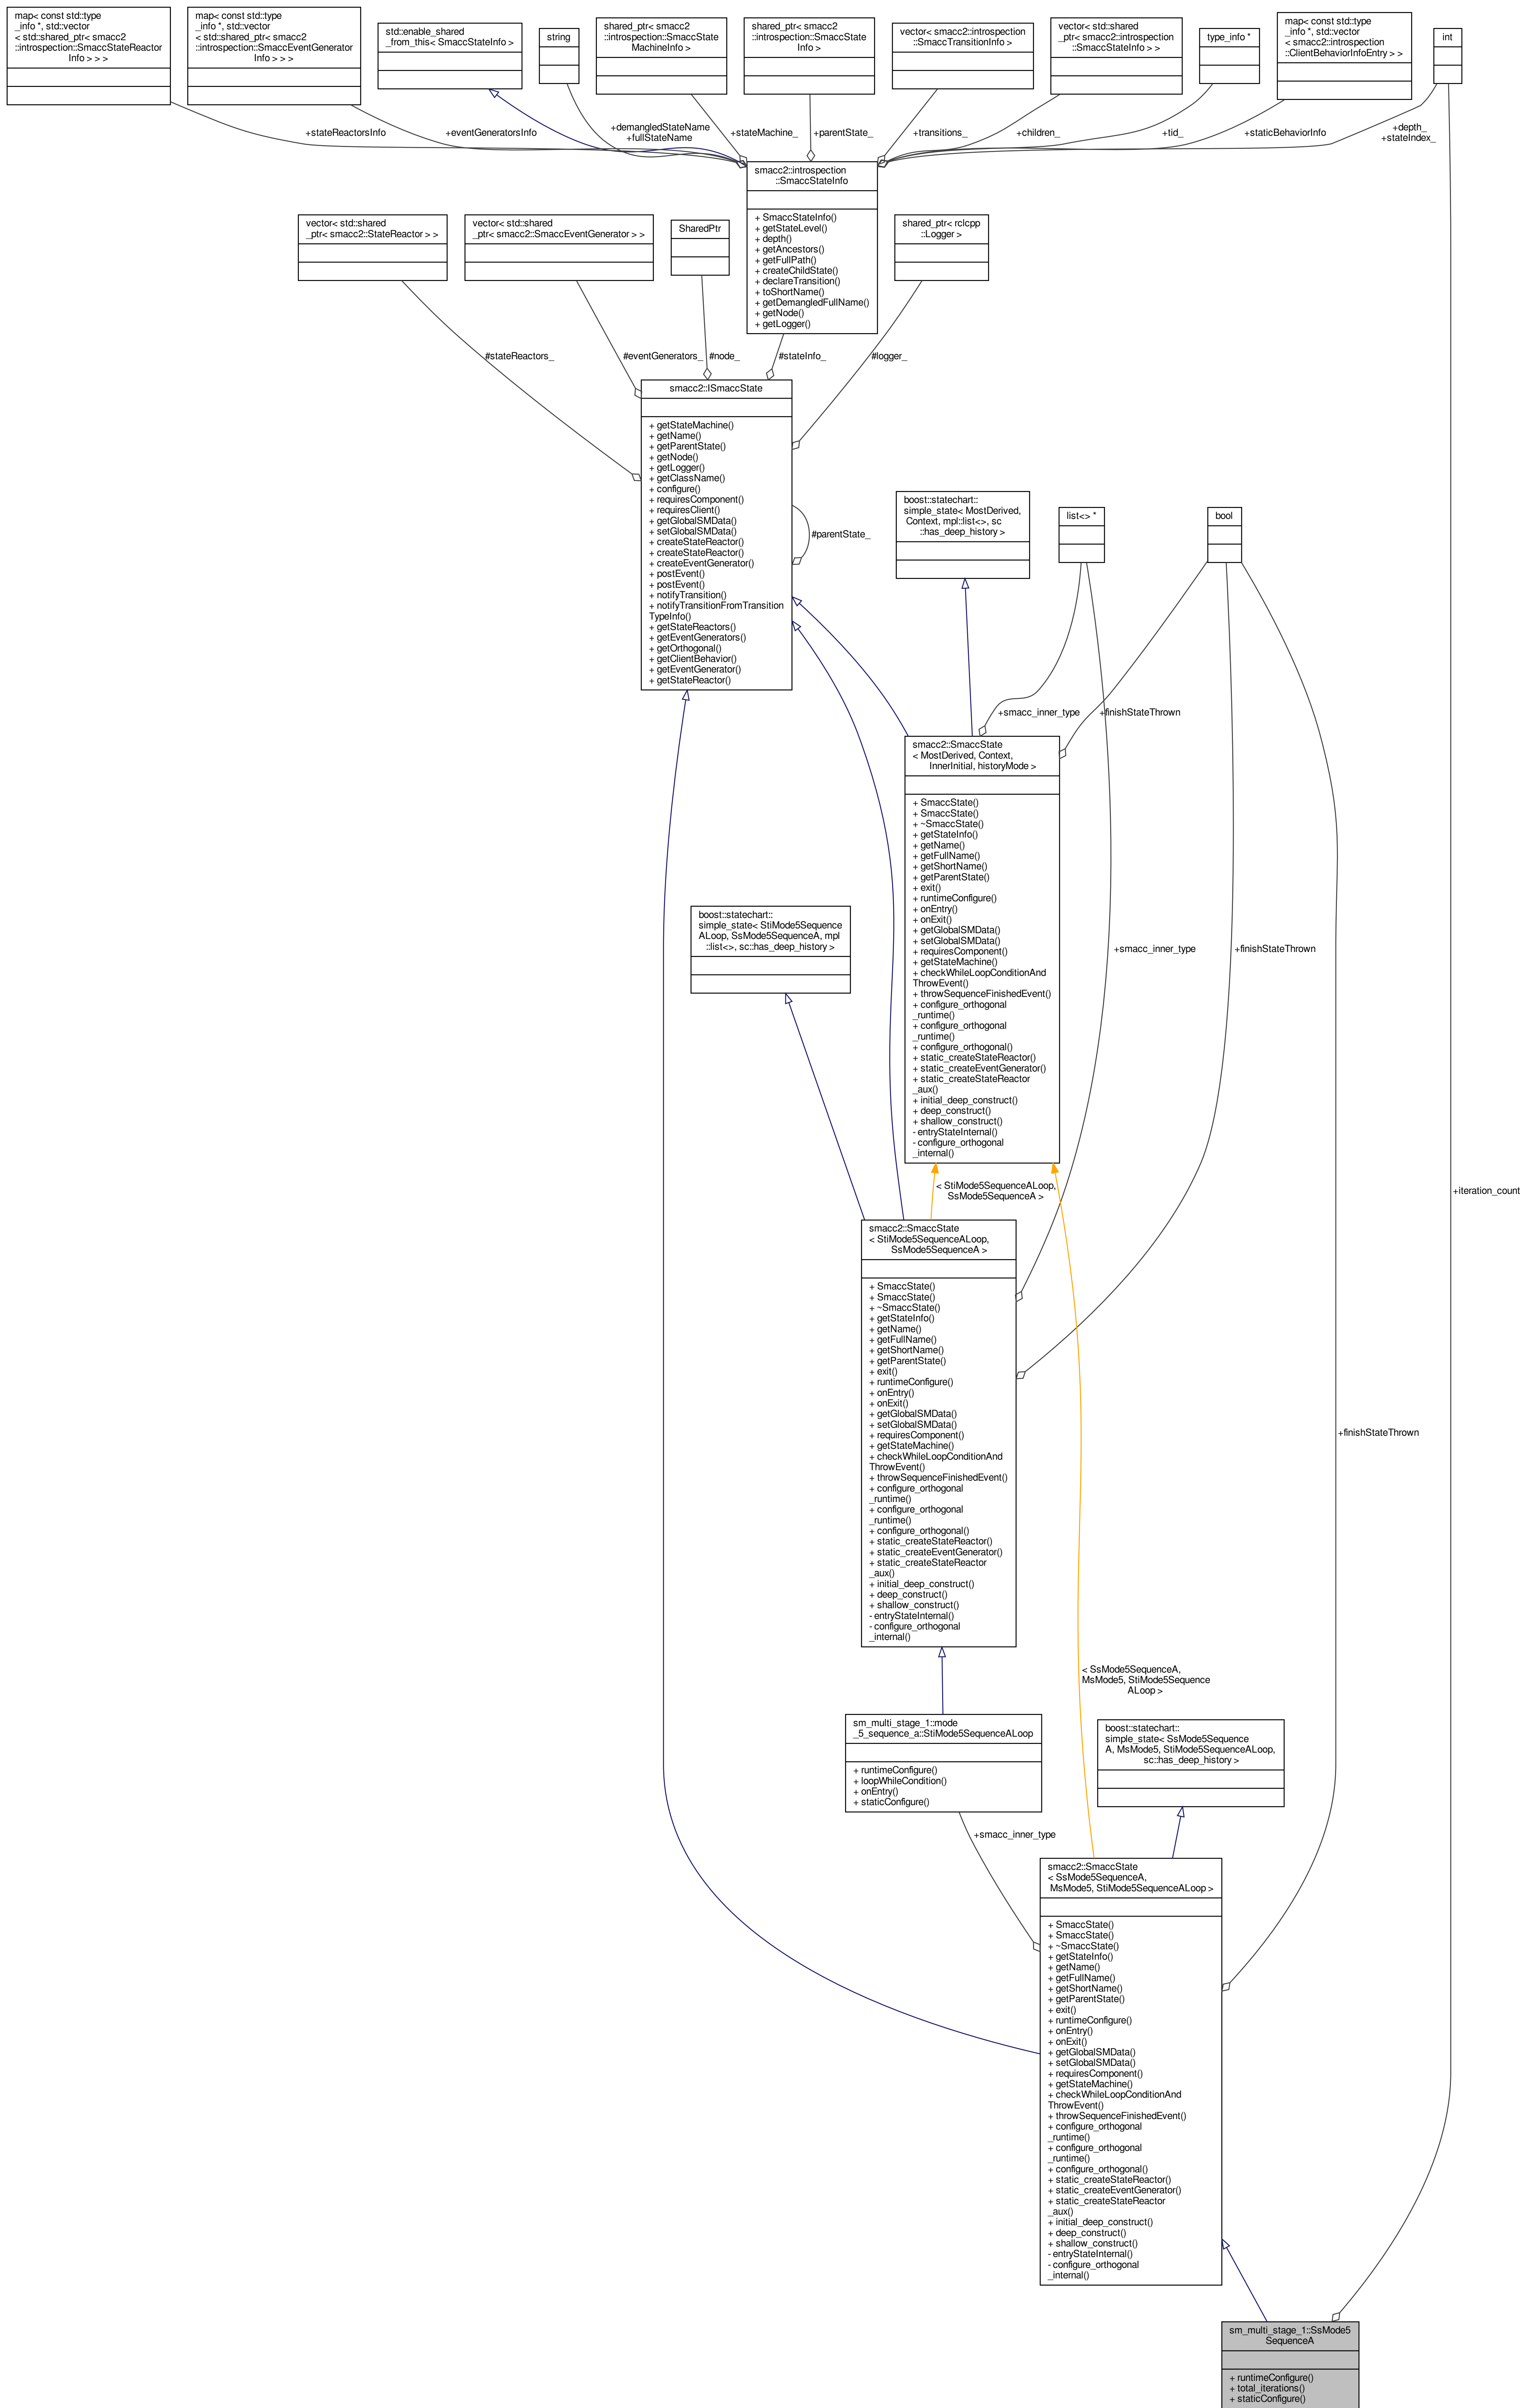 map< const std::type
_info *, std::vector
< std::shared_ptr< smacc2
::introspection::SmaccStateReactor
Info > > >
map< const std::type
_info *, std::vector
< std::shared_ptr< smacc2
::introspection::SmaccEventGenerator
Info > > >
std::enable_shared
_from_this< SmaccStateInfo >
string
shared_ptr< smacc2
::introspection::SmaccState
MachineInfo >
shared_ptr< smacc2
::introspection::SmaccState
Info >
vector< smacc2::introspection
::SmaccTransitionInfo >
vector< std::shared
_ptr< smacc2::introspection
::SmaccStateInfo > >
type_info *
map< const std::type
_info *, std::vector
< smacc2::introspection
::ClientBehaviorInfoEntry > >
int
+stateReactorsInfo
+eventGeneratorsInfo
+demangledStateName
+fullStateName
+stateMachine_
+parentState_
+transitions_
+children_
+tid_
+staticBehaviorInfo
+depth_
+stateIndex_
smacc2::introspection
::SmaccStateInfo
+ SmaccStateInfo()
+ getStateLevel()
+ depth()
+ getAncestors()
+ getFullPath()
+ createChildState()
+ declareTransition()
+ toShortName()
+ getDemangledFullName()
+ getNode()
+ getLogger()
vector< std::shared
_ptr< smacc2::StateReactor > >
vector< std::shared
_ptr< smacc2::SmaccEventGenerator > >
SharedPtr
shared_ptr< rclcpp
::Logger >
#stateReactors_
#eventGenerators_
#node_
#stateInfo_
#logger_
smacc2::ISmaccState
+ getStateMachine()
+ getName()
+ getParentState()
+ getNode()
+ getLogger()
+ getClassName()
+ configure()
+ requiresComponent()
+ requiresClient()
+ getGlobalSMData()
+ setGlobalSMData()
+ createStateReactor()
+ createStateReactor()
+ createEventGenerator()
+ postEvent()
+ postEvent()
+ notifyTransition()
+ notifyTransitionFromTransition
TypeInfo()
+ getStateReactors()
+ getEventGenerators()
+ getOrthogonal()
+ getClientBehavior()
+ getEventGenerator()
+ getStateReactor()
#parentState_
boost::statechart::
simple_state< MostDerived,
Context, mpl::list<>, sc
::has_deep_history >
list<> *
bool
+smacc_inner_type
+finishStateThrown
smacc2::SmaccState
< MostDerived, Context,
InnerInitial, historyMode >
+ SmaccState()
+ SmaccState()
+ ~SmaccState()
+ getStateInfo()
+ getName()
+ getFullName()
+ getShortName()
+ getParentState()
+ exit()
+ runtimeConfigure()
+ onEntry()
+ onExit()
+ getGlobalSMData()
+ setGlobalSMData()
+ requiresComponent()
+ getStateMachine()
+ checkWhileLoopConditionAnd
ThrowEvent()
+ throwSequenceFinishedEvent()
+ configure_orthogonal
_runtime()
+ configure_orthogonal
_runtime()
+ configure_orthogonal()
+ static_createStateReactor()
+ static_createEventGenerator()
+ static_createStateReactor
_aux()
+ initial_deep_construct()
+ deep_construct()
+ shallow_construct()
- entryStateInternal()
- configure_orthogonal
_internal()
boost::statechart::
simple_state< StiMode5Sequence
ALoop, SsMode5SequenceA, mpl
::list<>, sc::has_deep_history >
+smacc_inner_type
+finishStateThrown
< StiMode5SequenceALoop,
SsMode5SequenceA >
+iteration_count
smacc2::SmaccState
< StiMode5SequenceALoop,
SsMode5SequenceA >
+ SmaccState()
+ SmaccState()
+ ~SmaccState()
+ getStateInfo()
+ getName()
+ getFullName()
+ getShortName()
+ getParentState()
+ exit()
+ runtimeConfigure()
+ onEntry()
+ onExit()
+ getGlobalSMData()
+ setGlobalSMData()
+ requiresComponent()
+ getStateMachine()
+ checkWhileLoopConditionAnd
ThrowEvent()
+ throwSequenceFinishedEvent()
+ configure_orthogonal
_runtime()
+ configure_orthogonal
_runtime()
+ configure_orthogonal()
+ static_createStateReactor()
+ static_createEventGenerator()
+ static_createStateReactor
_aux()
+ initial_deep_construct()
+ deep_construct()
+ shallow_construct()
- entryStateInternal()
- configure_orthogonal
_internal()
+finishStateThrown
< SsMode5SequenceA,
MsMode5, StiMode5Sequence
ALoop >
sm_multi_stage_1::mode
_5_sequence_a::StiMode5SequenceALoop
+ runtimeConfigure()
+ loopWhileCondition()
+ onEntry()
+ staticConfigure()
boost::statechart::
simple_state< SsMode5Sequence
A, MsMode5, StiMode5SequenceALoop,
sc::has_deep_history >
+smacc_inner_type
smacc2::SmaccState
< SsMode5SequenceA,
MsMode5, StiMode5SequenceALoop >
+ SmaccState()
+ SmaccState()
+ ~SmaccState()
+ getStateInfo()
+ getName()
+ getFullName()
+ getShortName()
+ getParentState()
+ exit()
+ runtimeConfigure()
+ onEntry()
+ onExit()
+ getGlobalSMData()
+ setGlobalSMData()
+ requiresComponent()
+ getStateMachine()
+ checkWhileLoopConditionAnd
ThrowEvent()
+ throwSequenceFinishedEvent()
+ configure_orthogonal
_runtime()
+ configure_orthogonal
_runtime()
+ configure_orthogonal()
+ static_createStateReactor()
+ static_createEventGenerator()
+ static_createStateReactor
_aux()
+ initial_deep_construct()
+ deep_construct()
+ shallow_construct()
- entryStateInternal()
- configure_orthogonal
_internal()
sm_multi_stage_1::SsMode5
SequenceA
+ runtimeConfigure()
+ total_iterations()
+ staticConfigure()